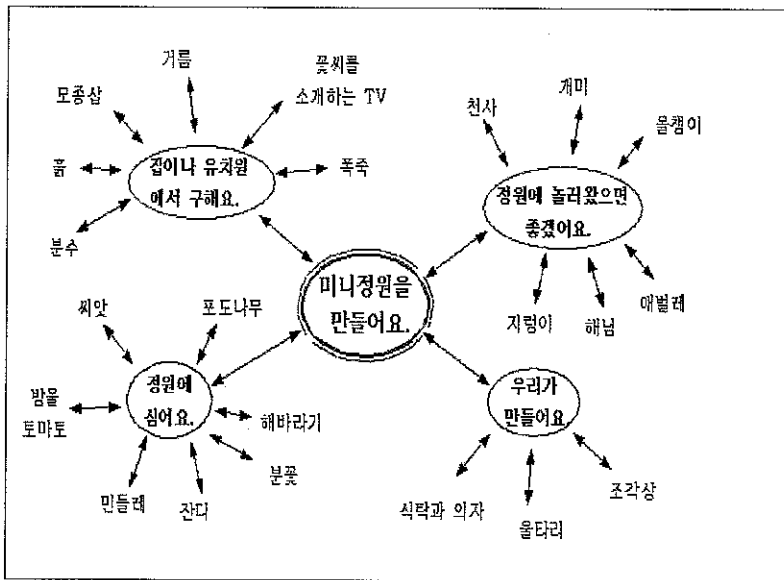 거름
꽃씨를
소개하는 TV
모종삽
흙
집이나 유치원
에서 구해요.
폭죽
분수
개미
천사
올챙이
정원에 놀러왔으면
좋겠어요.
애벌레
지렁이
해님
미니정원을
만들어요.
씨앗
포도나무
정원에
심어요.
방울
토마토
해바라기
분꽃
민들레
잔디
우리가
만들어요
식탁과 의자
울타리
조각상